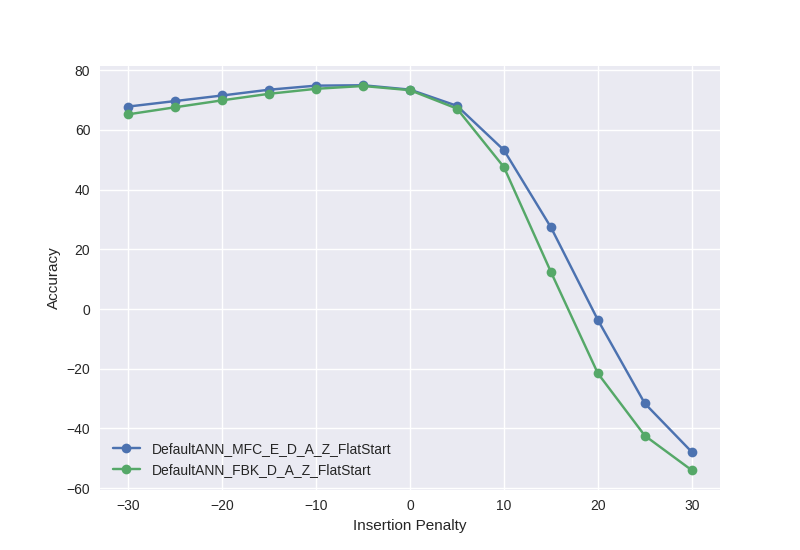 80
60
40
20
0
−20
−40
−60
Accuracy
DefaultANN_MFC_E_D_A_Z_FlatStart
DefaultANN_FBK_D_A_Z_FlatStart
−30 −20 −10 0 10 20 30
Insertion Penalty